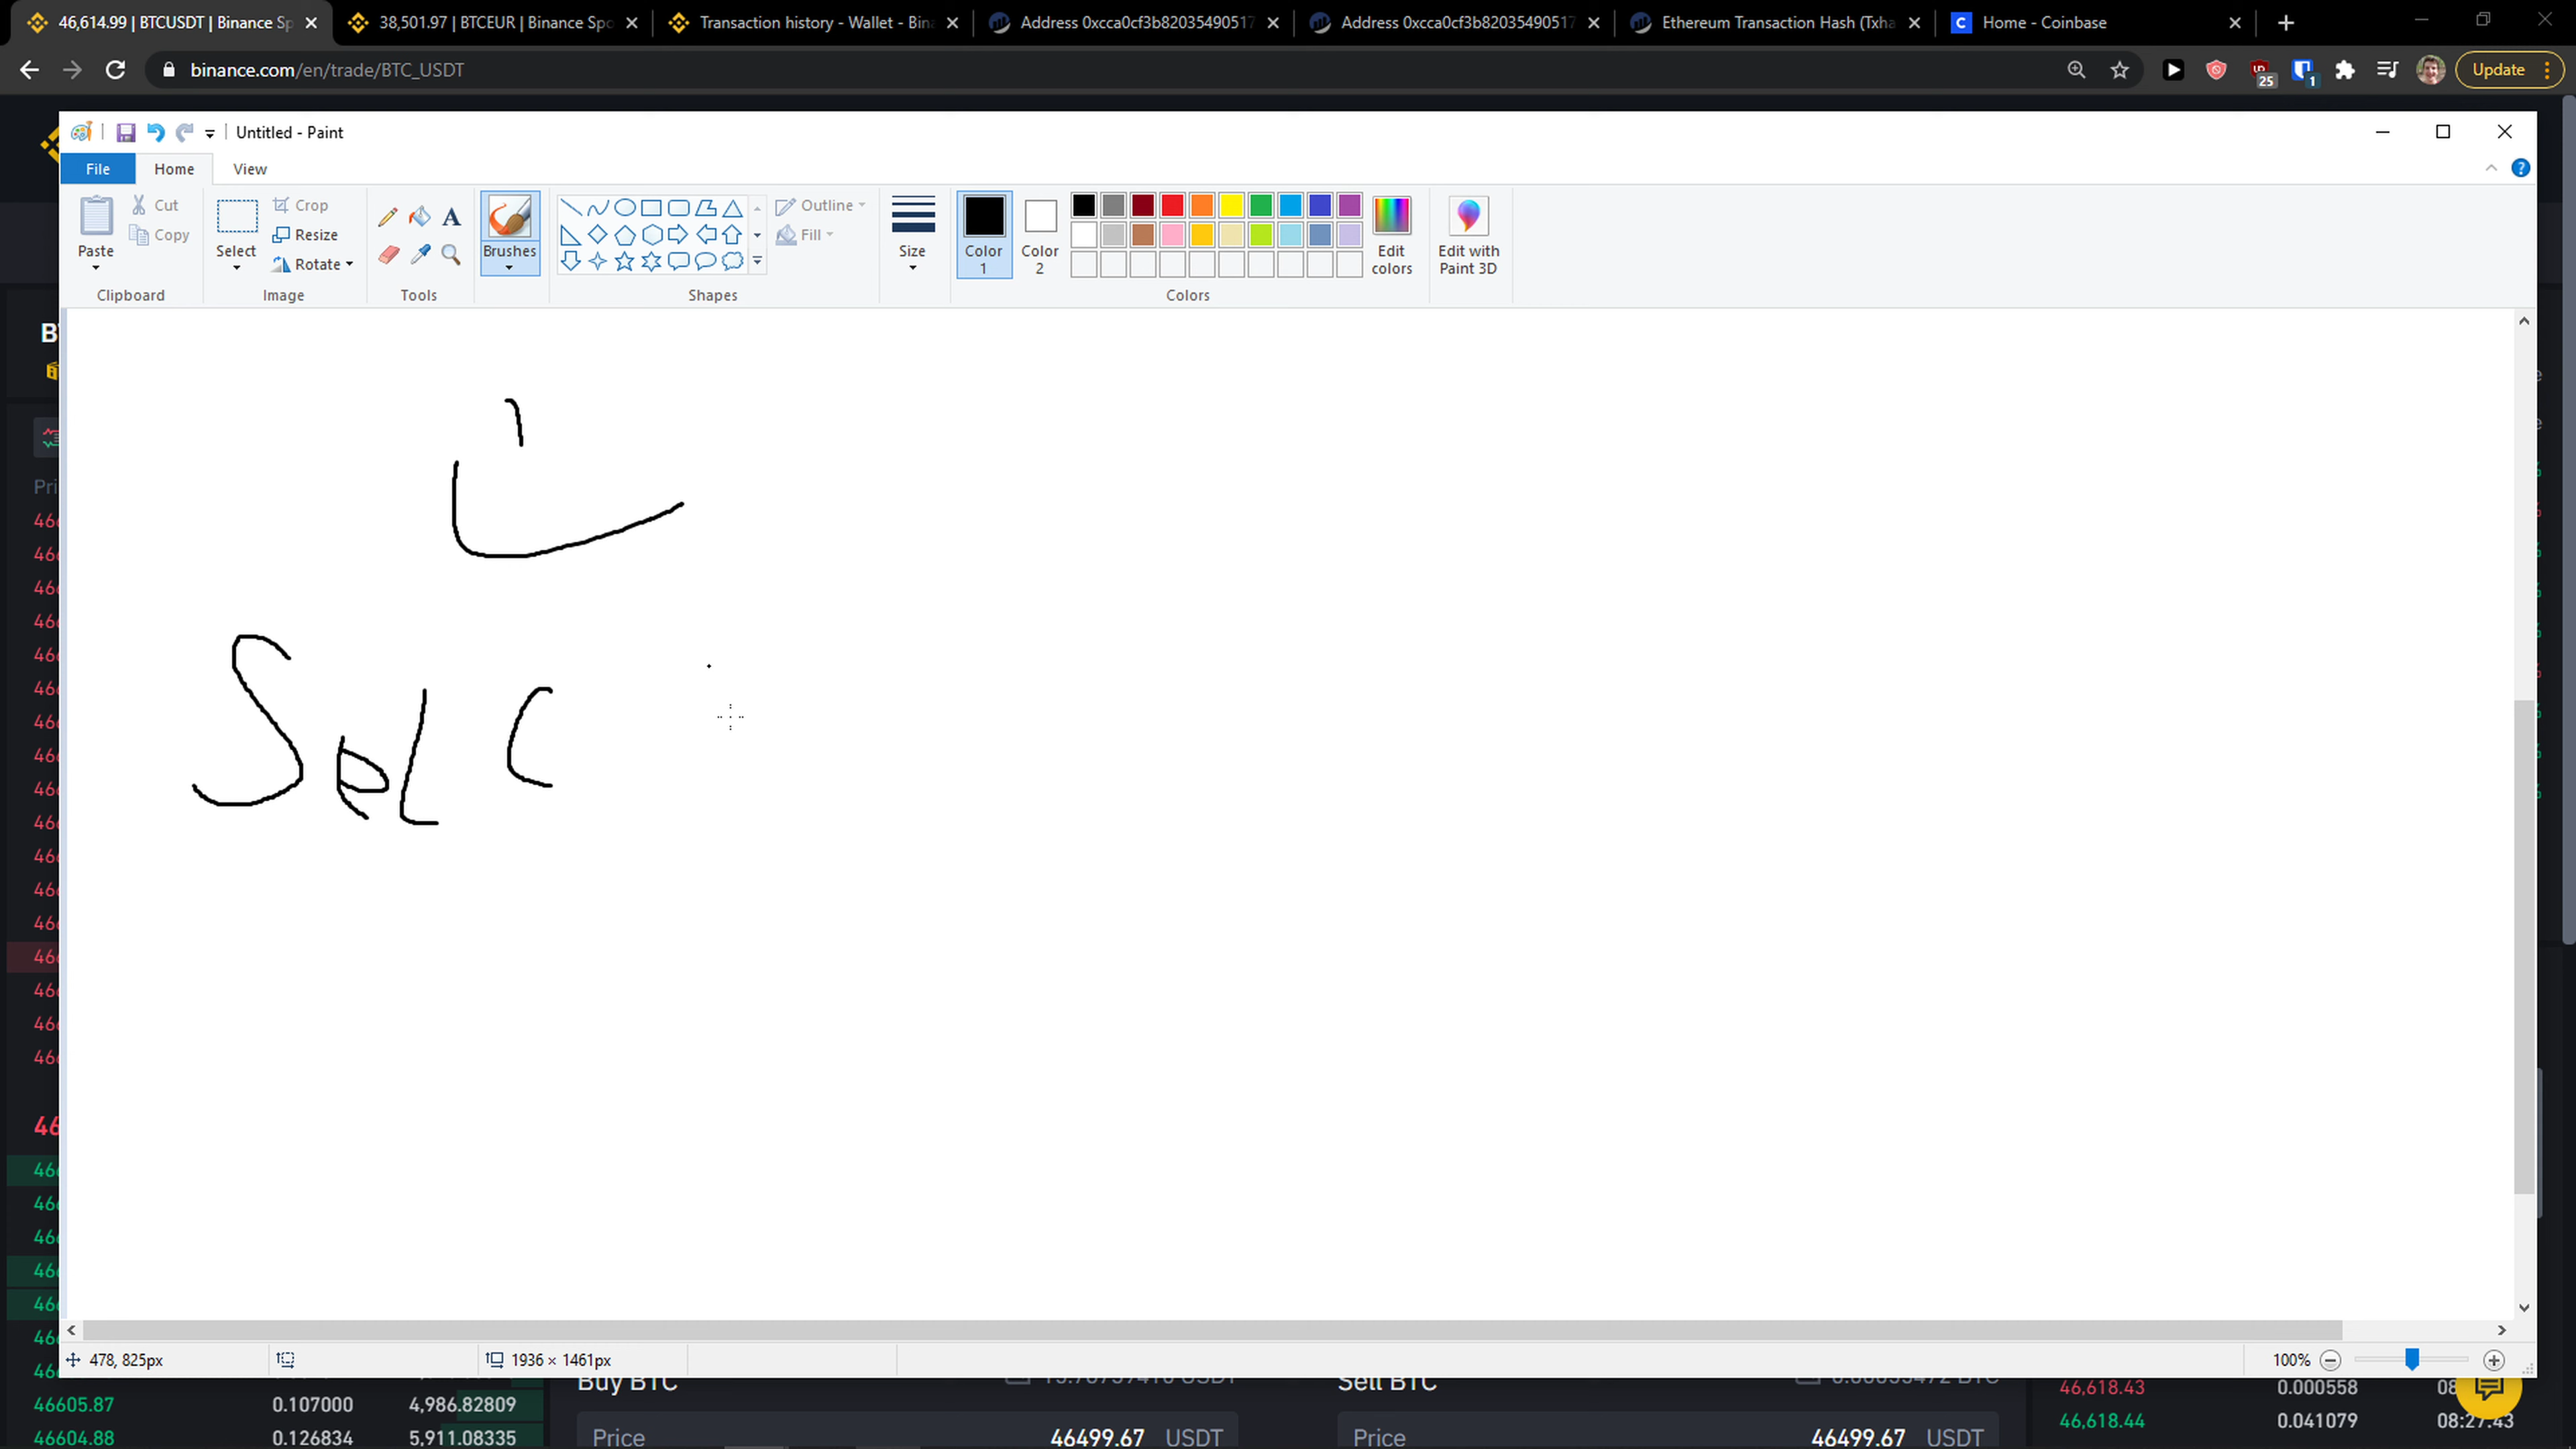 46,614.99 | BTCUSDT | Binance Sp
38,501.97 | BTCEUR | Binance Spo
Transaction history - Wallet - Bin
Address 0xcca0cf3b82035490517
Address 0xcca0cf3b82035490517
Ethereum Transaction Hash (Txha
Home - Coinbase
binance.com/en/trade/BTC_USDT
25
1
Update
Untitled - Paint
File Home View
Paste
Cut
Copy
Clipboard
Select
Crop
Resize
Rotate
Image
Tools
Brushes
Shapes
Outline
Fill
Size
Color 1
Color 2
Edit colors
Colors
Edit with Paint 3D
Pri
Sel C
478, 825px
1936 × 1461px
100%
Buy BTC
Sell BTC
46605.87 0.107000 4,986.82809
46604.88 0.126834 5,911.08335
Price 46499.67 USDT
Price 46499.67 USDT
46,618.43 0.000558
46,618.44 0.041079 08:27:43